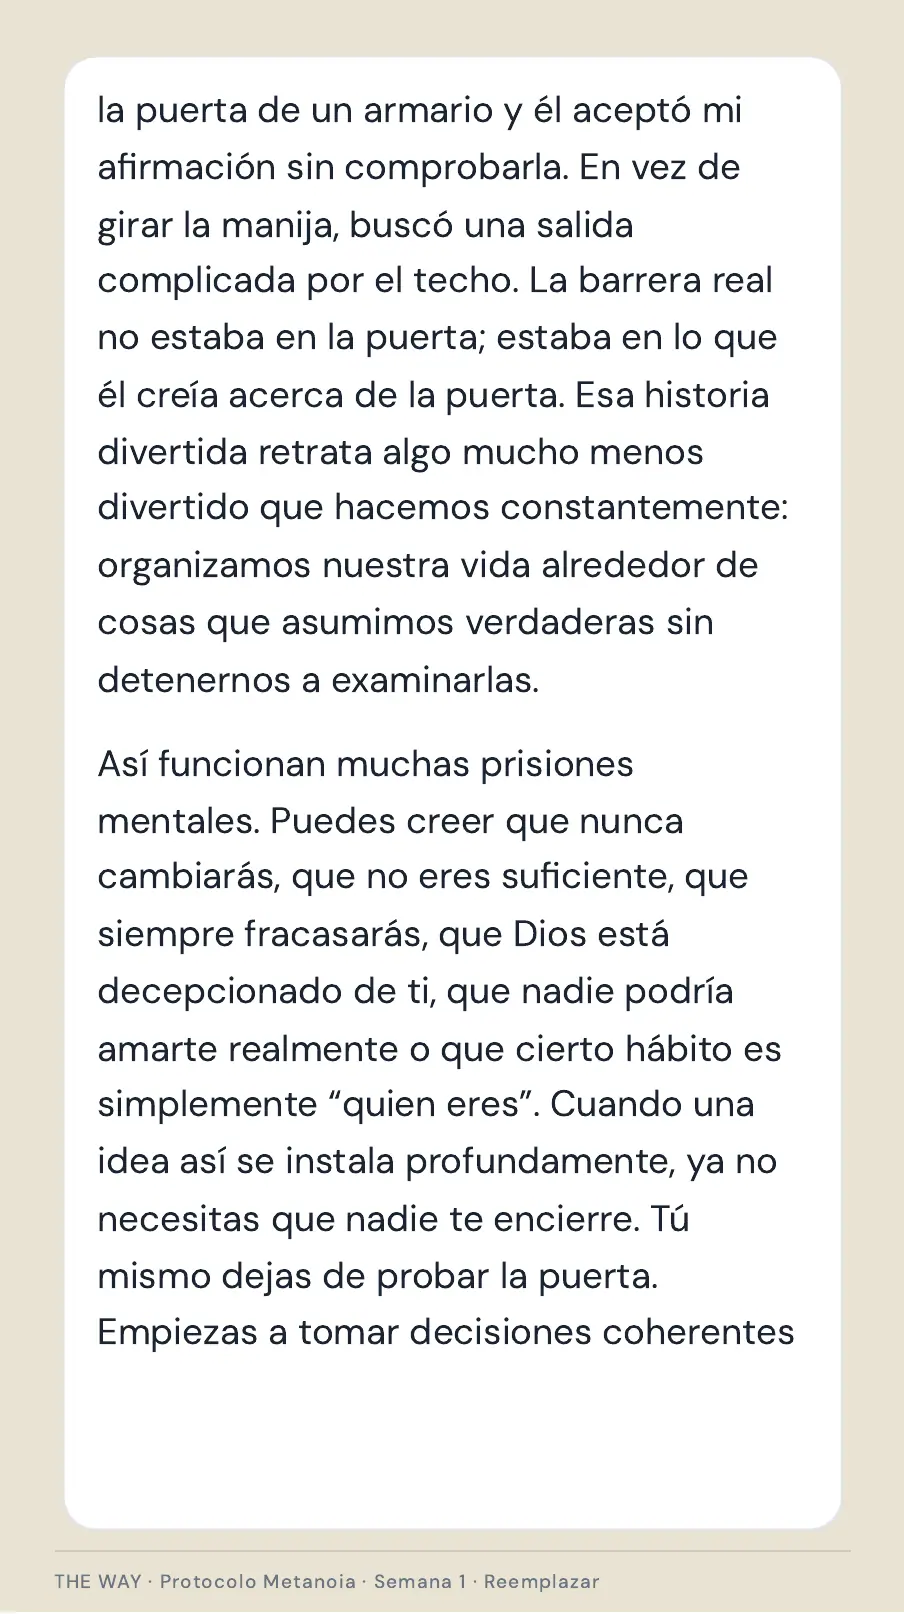 la puerta de un armario y él aceptó mi
afirmación sin comprobarla. En vez de
girar la manija, buscó una salida
complicada por el techo. La barrera real
no estaba en la puerta; estaba en lo que
él creía acerca de la puerta. Esa historia
divertida retrata algo mucho menos
divertido que hacemos constantemente:
organizamos nuestra vida alrededor de
cosas que asumimos verdaderas sin
detenernos a examinarlas.
Así funcionan muchas prisiones
mentales. Puedes creer que nunca
cambiarás, que no eres suficiente, que
siempre fracasarás, que Dios está
decepcionado de ti, que nadie podría
amarte realmente o que cierto hábito es
simplemente “quien eres”. Cuando una
idea así se instala profundamente, ya no
necesitas que nadie te encierre. Tú
mismo dejas de probar la puerta.
Empiezas a tomar decisiones coherentes
THE WAY · Protocolo Metanoia · Semana 1 · Reemplazar